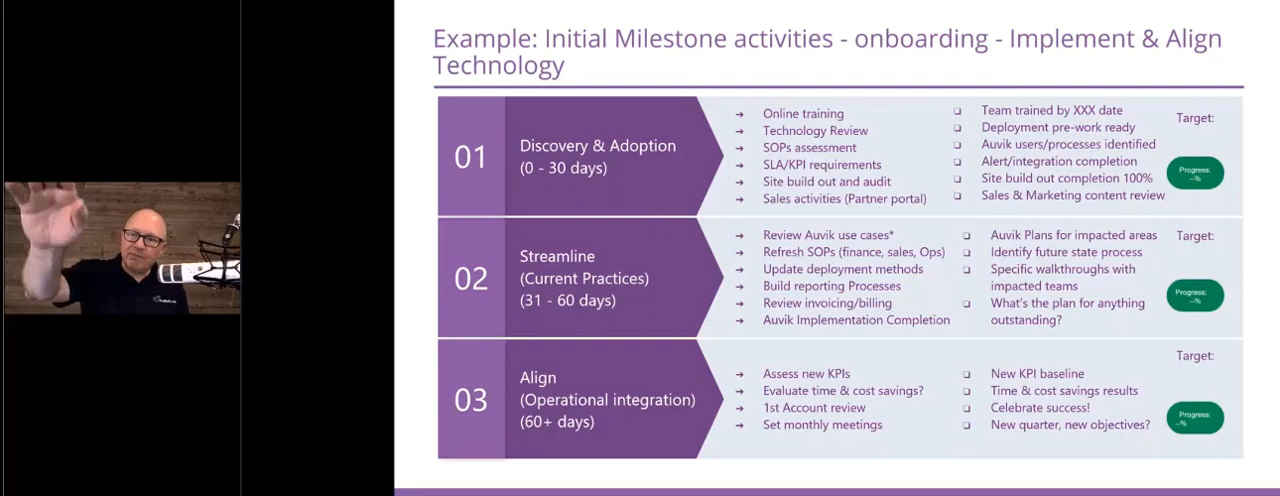 Example: Initial Milestone activities - onboarding - Implement & Align
Technology
01
Discovery & Adoption
(0 - 30 days)
➔ Online training
➔ Technology Review
➔ SOPs assessment
➔ SLA/KPI requirements
➔ Site build out and audit
➔ Sales activities (Partner portal)
❑ Team trained by XXX date
❑ Deployment pre-work ready
❑ Auvik users/processes identified
❑ Alert/integration completion
❑ Site build out completion 100%
❑ Sales & Marketing content review
Target:
Progress:
--%
02
Streamline
(Current Practices)
(31 - 60 days)
➔ Review Auvik use cases*
➔ Refresh SOPs (finance, sales, Ops)
➔ Update deployment methods
➔ Build reporting Processes
➔ Review invoicing/billing
➔ Auvik Implementation Completion
❑ Auvik Plans for impacted areas
❑ Identify future state process
❑ Specific walkthroughs with
impacted teams
❑ What's the plan for anything
outstanding?
Target:
Progress:
--%
03
Align
(Operational integration)
(60+ days)
➔ Assess new KPIs
➔ Evaluate time & cost savings?
➔ 1st Account review
➔ Set monthly meetings
❑ New KPI baseline
❑ Time & cost savings results
❑ Celebrate success!
❑ New quarter, new objectives?
Target:
Progress:
--%